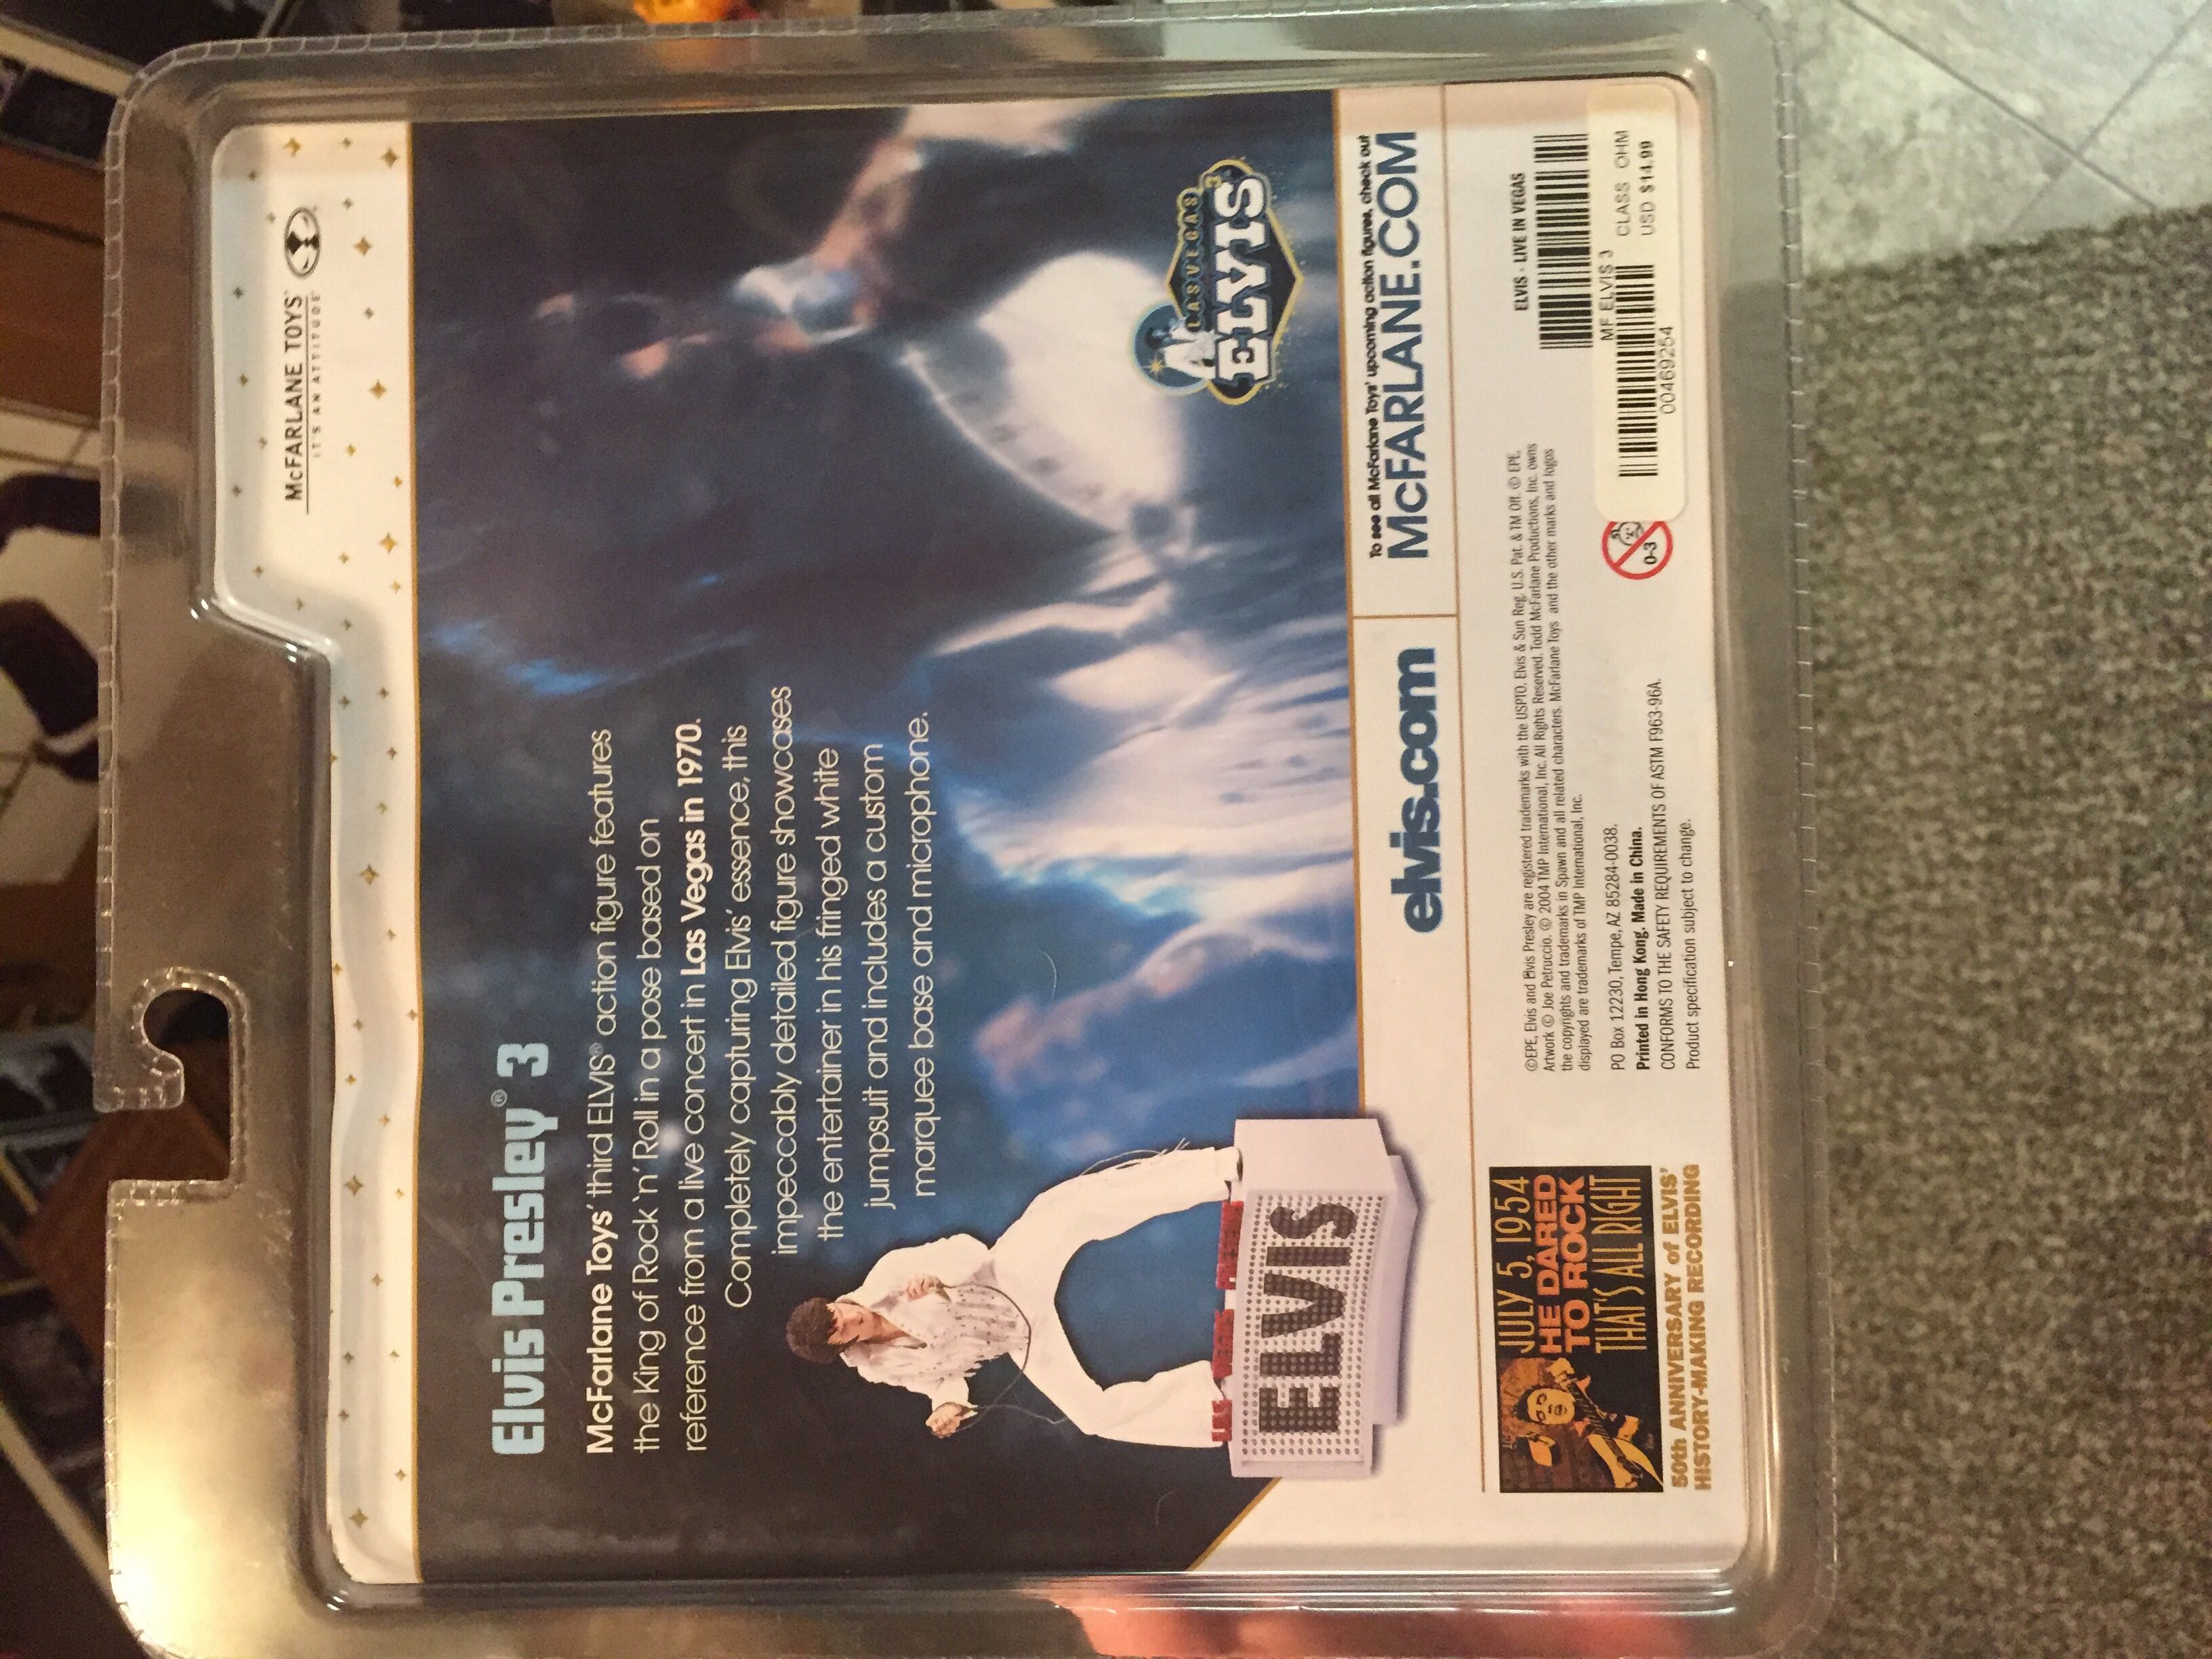 McFARLANE TOYS
IT'S AN ATTITUDE
Elvis Presley® 3
McFarlane Toys' third ELVIS® action figure features
the King of Rock 'n' Roll in a pose based on
reference from a live concert in Las Vegas in 1970.
Completely capturing Elvis' essence, this
impeccably detailed figure showcases
the entertainer in his fringed white
jumpsuit and includes a custom
marquee base and microphone.
ELVIS
LAS VEGAS
ELVIS
3
elvis.com
To see all McFarlane Toys' upcoming action figures, check out
McFARLANE.COM
JULY 5, 1954
HE DARED
TO ROCK
THAT'S ALL RIGHT
50th ANNIVERSARY of ELVIS'
HISTORY-MAKING RECORDING
©EPE, Elvis and Elvis Presley are registered trademarks with the USPTO. Elvis & Sun Reg. U.S. Pat. & TM Off. © EPE.
Artwork © Joe Petruccio. © 2004 TMP International, Inc. All Rights Reserved. Todd McFarlane Productions, Inc. owns
the copyrights and trademarks in Spawn and all related characters. McFarlane Toys and the other marks and logos
displayed are trademarks of TMP International, Inc.
PO Box 12230, Tempe, AZ 85284-0038.
Printed in Hong Kong. Made in China.
CONFORMS TO THE SAFETY REQUIREMENTS OF ASTM F963-96A.
Product specification subject to change.
0-3
ELVIS - LIVE IN VEGAS
MF ELVIS 3
CLASS OHM
USD $14.99
00469254